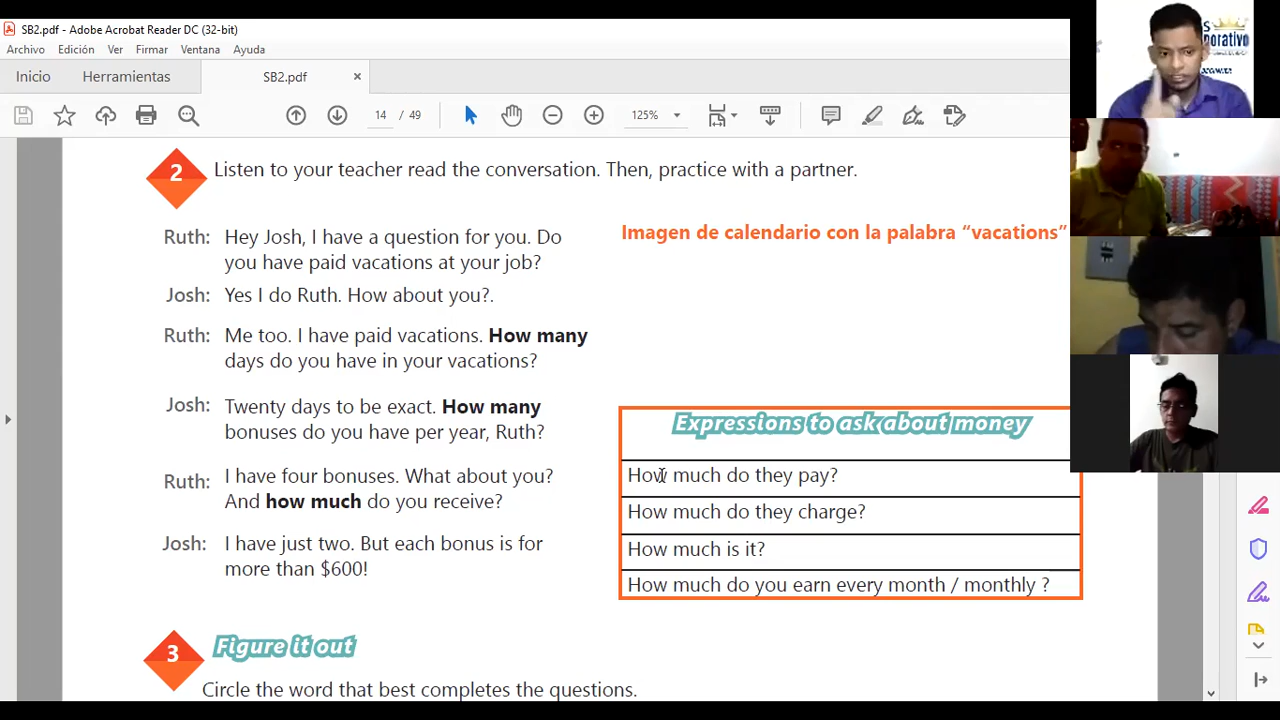 SB2.pdf - Adobe Acrobat Reader DC (32-bit)
Archivo Edición Ver Firmar Ventana Ayuda
Inicio Herramientas SB2.pdf ×
14 / 49 125%
2 Listen to your teacher read the conversation. Then, practice with a partner.
Ruth: Hey Josh, I have a question for you. Do
you have paid vacations at your job?
Josh: Yes I do Ruth. How about you?.
Ruth: Me too. I have paid vacations. How many
days do you have in your vacations?
Josh: Twenty days to be exact. How many
bonuses do you have per year, Ruth?
Ruth: I have four bonuses. What about you?
And how much do you receive?
Josh: I have just two. But each bonus is for
more than $600!
Imagen de calendario con la palabra “vacations”
Expressions to ask about money
How much do they pay?
How much do they charge?
How much is it?
How much do you earn every month / monthly ?
3 Figure it out
Circle the word that best completes the questions.